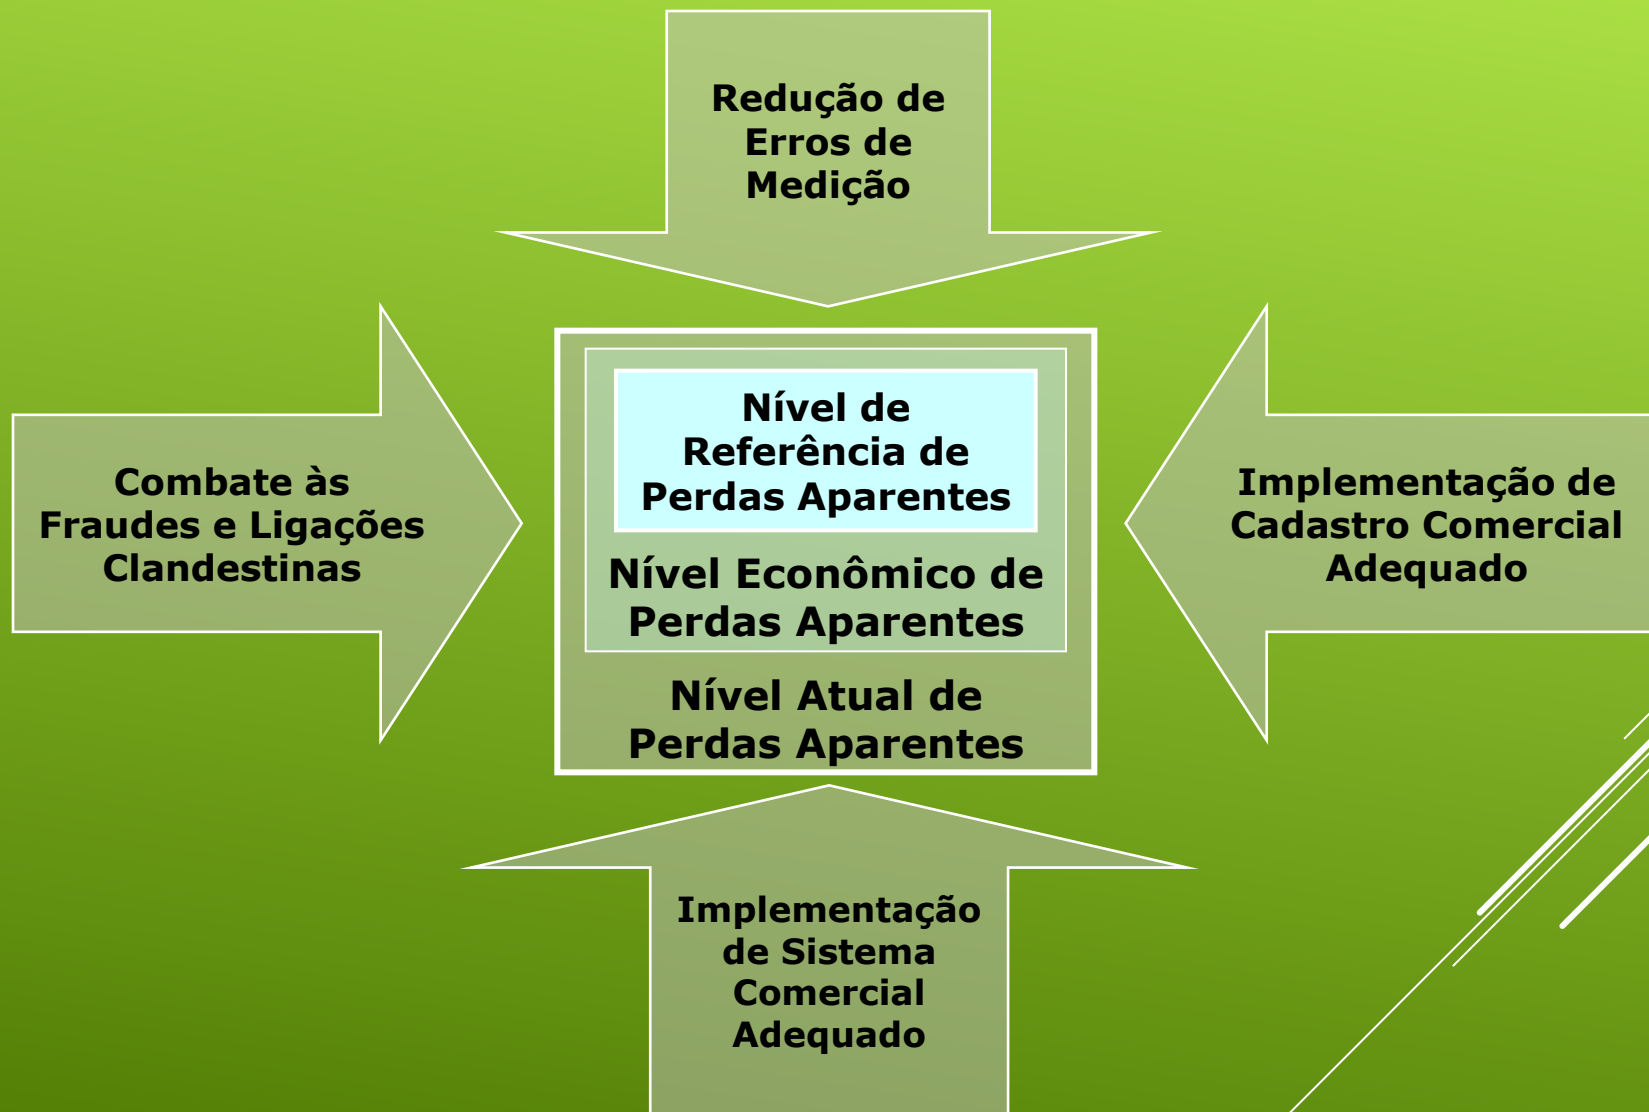 Redução de
Erros de
Medição
Combate às
Fraudes e Ligações
Clandestinas
Nível de
Referência de
Perdas Aparentes
Nível Econômico de
Perdas Aparentes
Nível Atual de
Perdas Aparentes
Implementação de
Cadastro Comercial
Adequado
Implementação
de Sistema
Comercial
Adequado